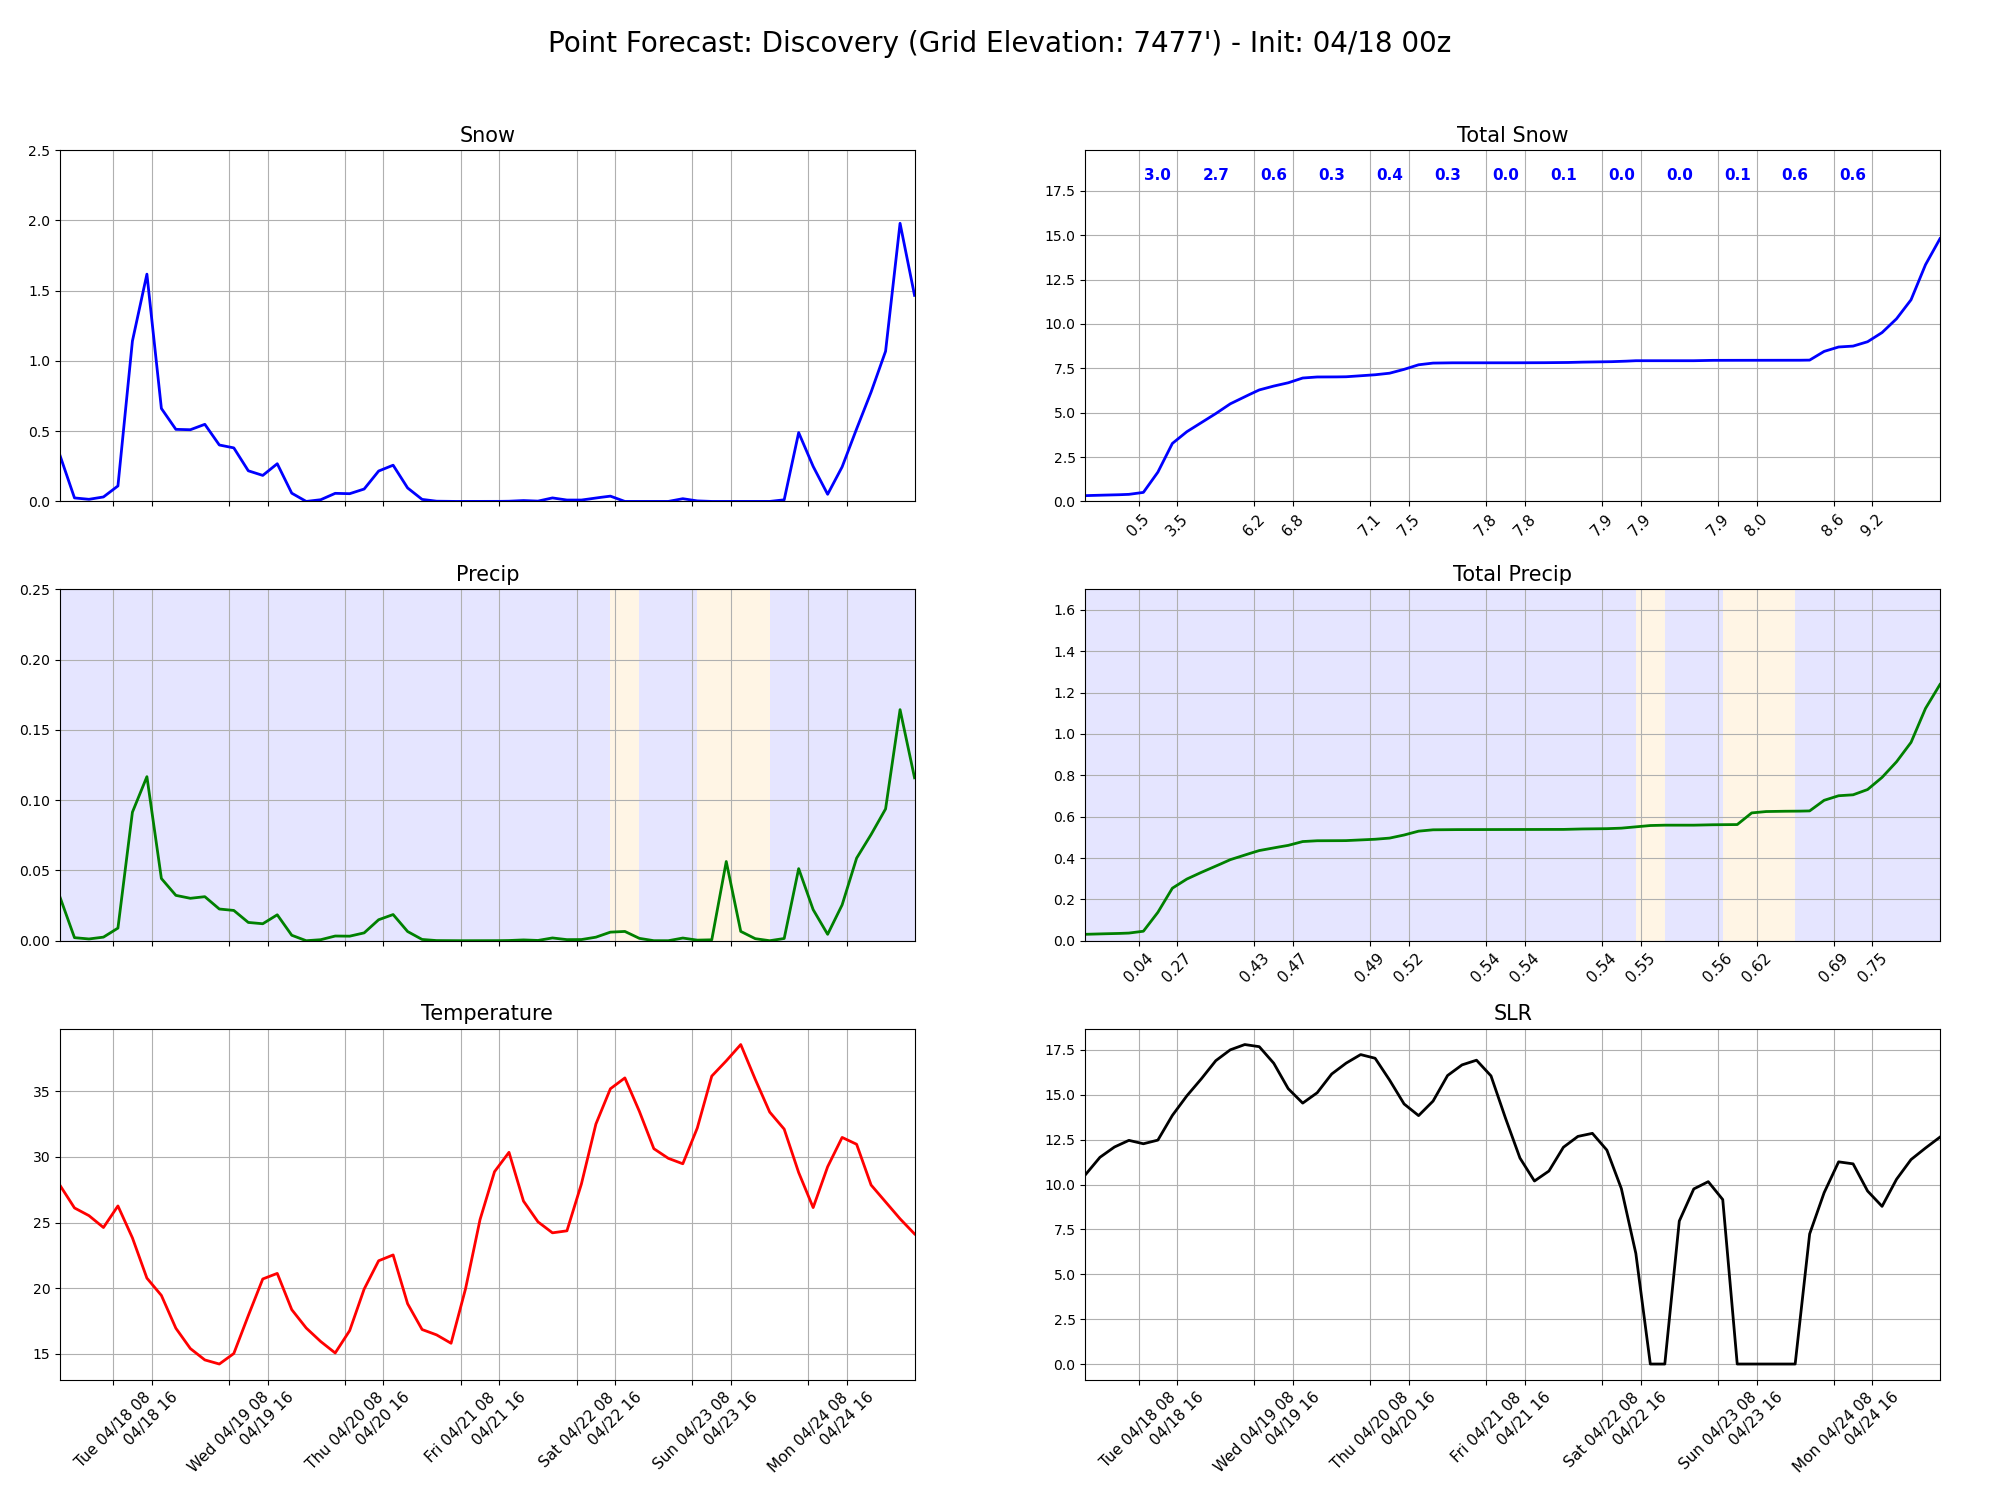 Point Forecast: Discovery (Grid Elevation: 7477') - Init: 04/18 00z
Snow
2.5
2.0
1.5
1.0
0.5
0.0
Total Snow
3.0 2.7 0.6 0.3 0.4 0.3 0.0 0.1 0.0 0.0 0.1 0.6 0.6
17.5
15.0
12.5
10.0
7.5
5.0
2.5
0.0
0.5 3.5 6.2 6.8 7.1 7.5 7.8 7.8 7.9 7.9 7.9 8.0 8.6 9.2
Precip
0.25
0.20
0.15
0.10
0.05
0.00
Total Precip
1.6
1.4
1.2
1.0
0.8
0.6
0.4
0.2
0.0
0.04 0.27 0.43 0.47 0.49 0.52 0.54 0.54 0.54 0.55 0.56 0.62 0.69 0.75
Temperature
35
30
25
20
15
Tue 04/18 08
04/18 16
Wed 04/19 08
04/19 16
Thu 04/20 08
04/20 16
Fri 04/21 08
04/21 16
Sat 04/22 08
04/22 16
Sun 04/23 08
04/23 16
Mon 04/24 08
04/24 16
SLR
17.5
15.0
12.5
10.0
7.5
5.0
2.5
0.0
Tue 04/18 08
04/18 16
Wed 04/19 08
04/19 16
Thu 04/20 08
04/20 16
Fri 04/21 08
04/21 16
Sat 04/22 08
04/22 16
Sun 04/23 08
04/23 16
Mon 04/24 08
04/24 16